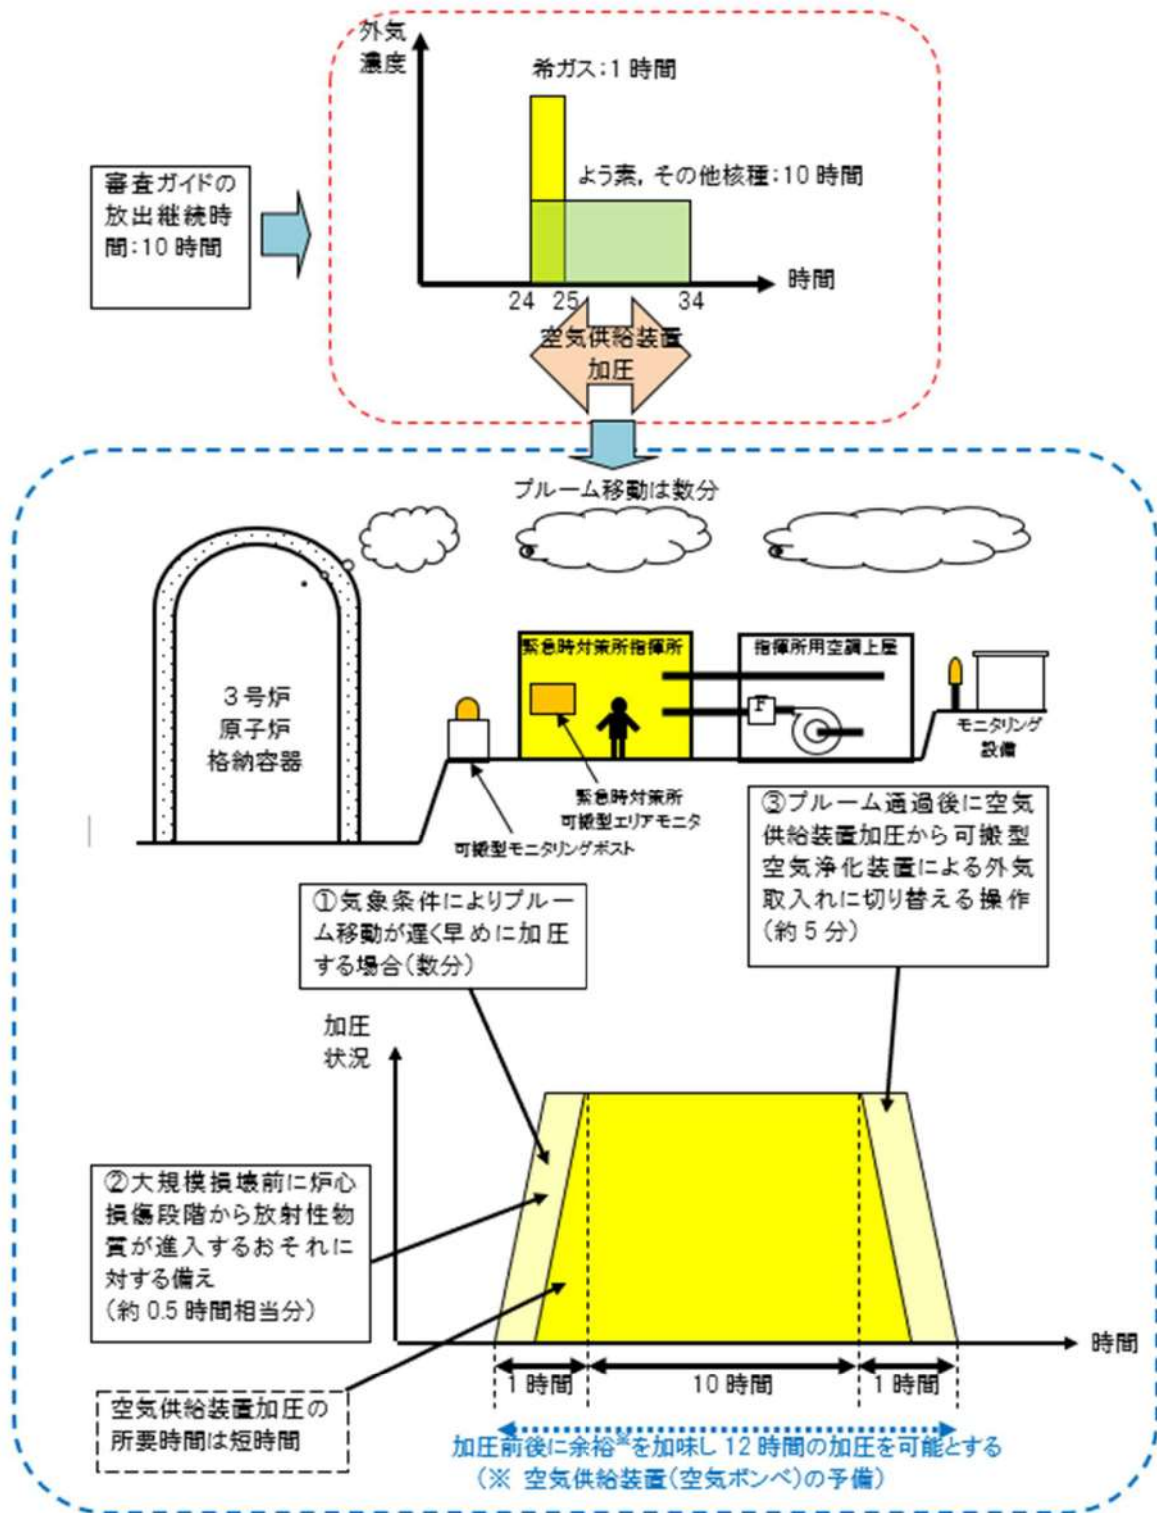 外気
濃度
希ガス：1 時間
審査ガイドの
放出継続時
間：10 時間
よう素，その他核種：10 時間
時間
24
25
34
空気供給装置
加圧
プルーム移動は数分
緊急時対策所指揮所
指揮所用空調上屋
F
３号炉
原子炉
格納容器
モニタリング
設備
緊急時対策所
可搬型エリアモニタ
可搬型モニタリングポスト
③プルーム通過後に空気
供給装置加圧から可搬型
空気浄化装置による外気
取入れに切り替える操作
（約 5 分）
①気象条件によりプルー
ム移動が遅く早めに加圧
する場合（数分）
加圧
状況
②大規模損壊前に炉心
損傷段階から放射性物
質が進入するおそれに
対する備え
（約 0.5 時間相当分）
時間
1 時間
10 時間
1 時間
空気供給装置加圧の
所要時間は短時間
加圧前後に余裕※を加味し 12 時間の加圧を可能とする
（※ 空気供給装置（空気ボンベ）の予備）